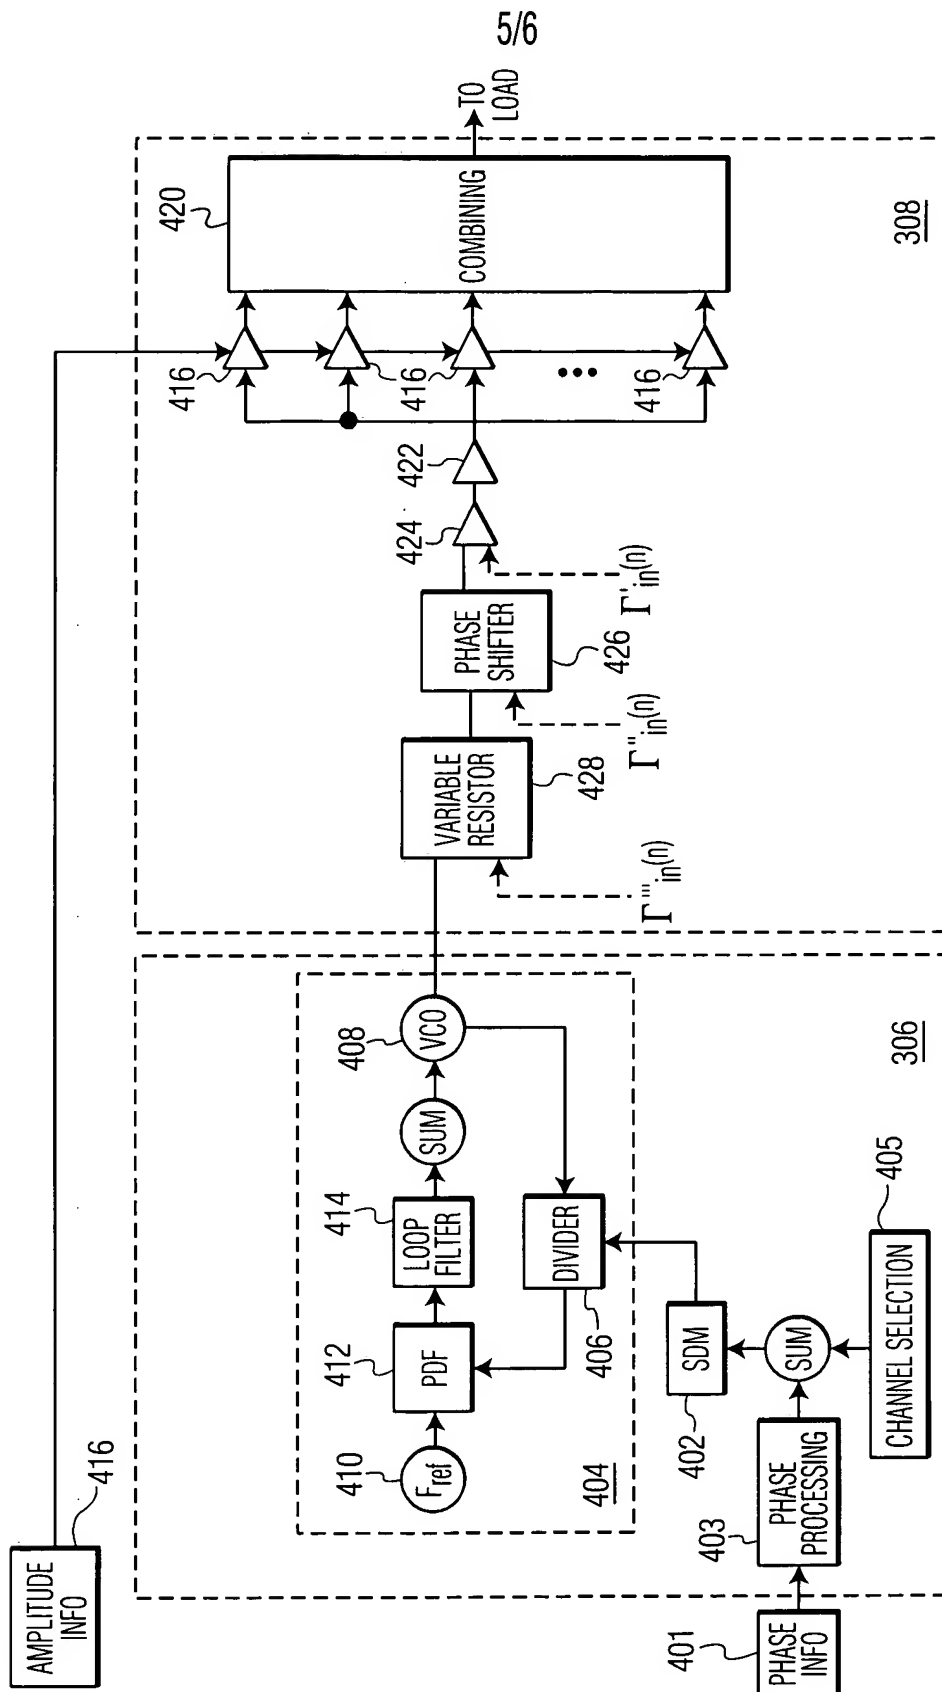 5/6
TO
LOAD
420
COMBINING
308
416
416
416
416
422
424
Γ'in(n)
PHASE
SHIFTER
426
Γ''in(n)
VARIABLE
RESISTOR
428
Γ'''in(n)
408
VCO
SUM
414
LOOP
FILTER
412
PDF
410
Fref
DIVIDER
406
404
306
405
CHANNEL SELECTION
SUM
SDM
402
403
PHASE
PROCESSING
401
PHASE
INFO
416
AMPLITUDE
INFO